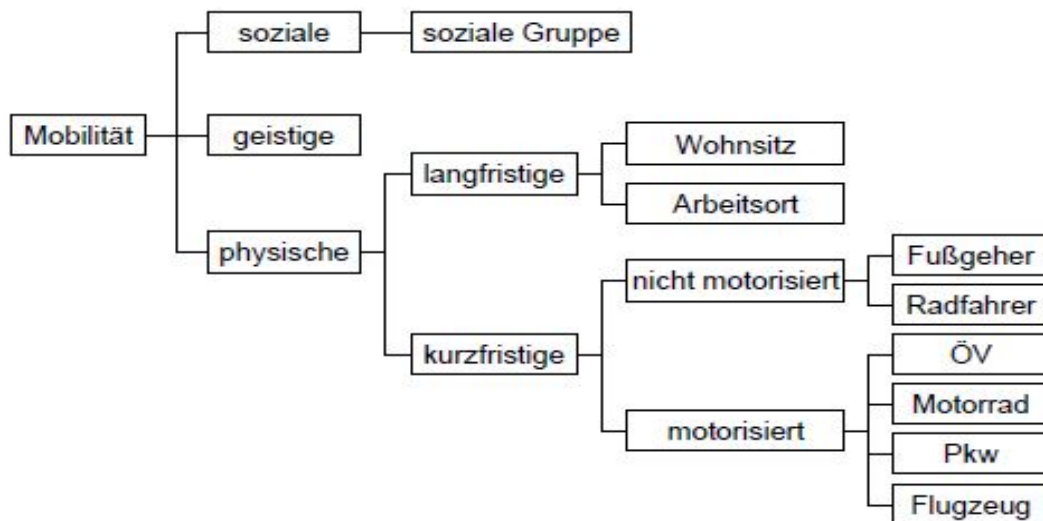 soziale
soziale Gruppe
Mobilität
geistige
physische
langfristige
Wohnsitz
Arbeitsort
kurzfristige
nicht motorisiert
Fußgeher
Radfahrer
motorisiert
ÖV
Motorrad
Pkw
Flugzeug